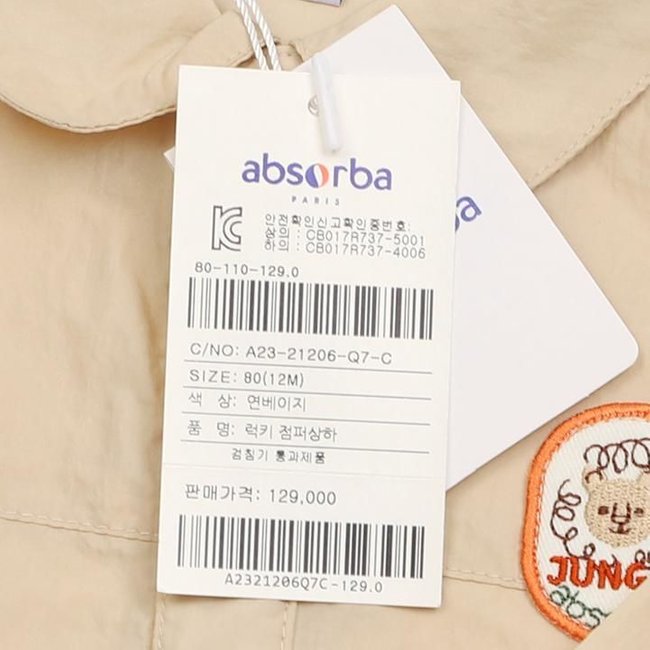 absorba
PARIS
안전확인신고확인증번호:
상의 : CB017R737-5001
하의 : CB017R737-4006
80-110-129.0
C/NO: A23-21206-Q7-C
SIZE: 80(12M)
색 상: 연베이지
품 명: 럭키 점퍼상하
검침기 통과제품
판매가격: 129,000
A2321206Q7C-129.0
JUNG
abs